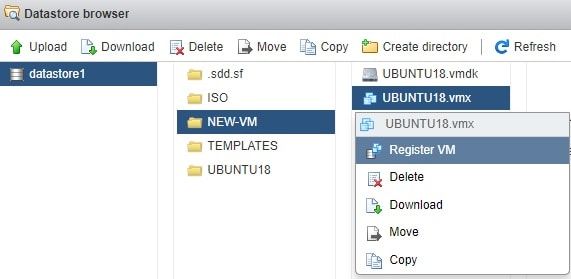 Datastore browser
Upload Download Delete Move Copy Create directory Refresh
datastore1
.sdd.sf
ISO
NEW-VM
TEMPLATES
UBUNTU18
UBUNTU18.vmdk
UBUNTU18.vmx
UBUNTU18.vmx
Register VM
Delete
Download
Move
Copy